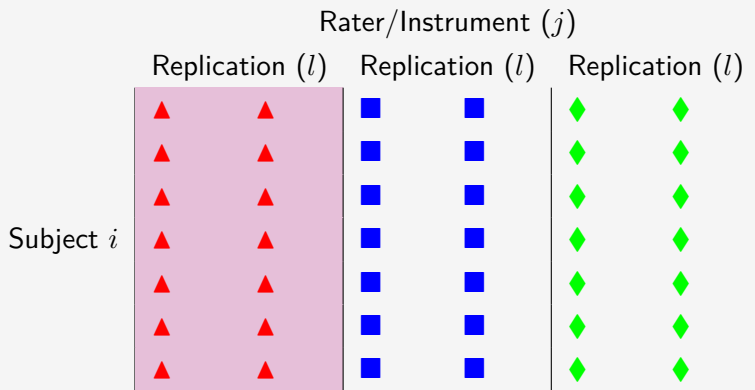 Rater/Instrument (j)
Replication (l) Replication (l) Replication (l)
Subject i